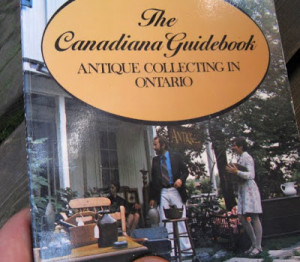 The
Canadiana Guidebook
ANTIQUE COLLECTING IN
ONTARIO